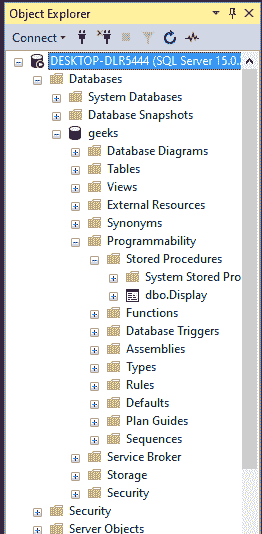 Object Explorer
Connect
DESKTOP-DLR5444 (SQL Server 15.0.
Databases
System Databases
Database Snapshots
geeks
Database Diagrams
Tables
Views
External Resources
Synonyms
Programmability
Stored Procedures
System Stored Pro
dbo.Display
Functions
Database Triggers
Assemblies
Types
Rules
Defaults
Plan Guides
Sequences
Service Broker
Storage
Security
Security
Server Objects